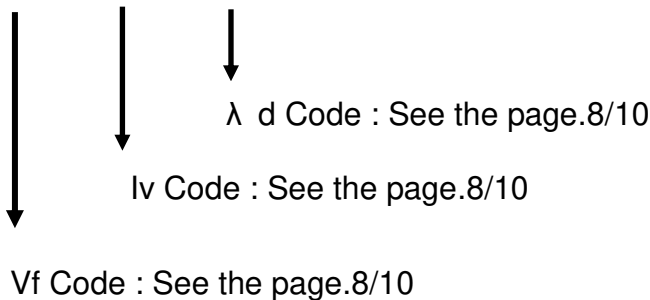 λ d Code : See the page.8/10
Iv Code : See the page.8/10
Vf Code : See the page.8/10